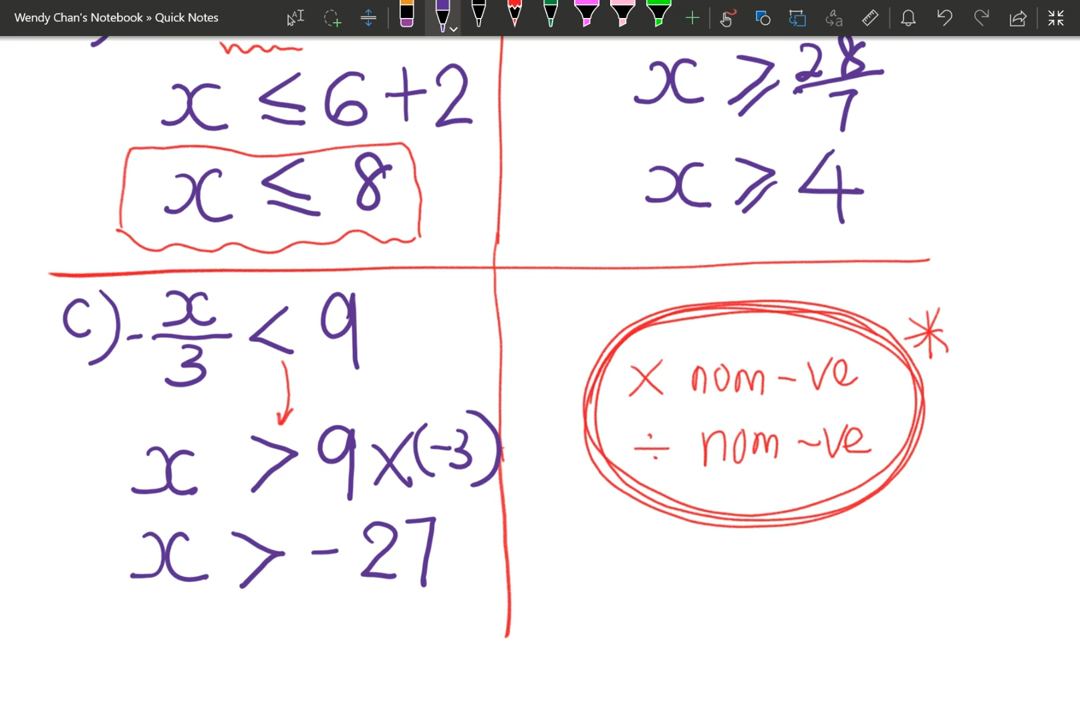 Wendy Chan's Notebook » Quick Notes
x ≤ 6 + 2
x ≤ 8
x ⩾ 28/7
x ⩾ 4
c) - x/3 < 9
x > 9 × (-3)
x > - 27
× nom -ve
÷ nom -ve
*